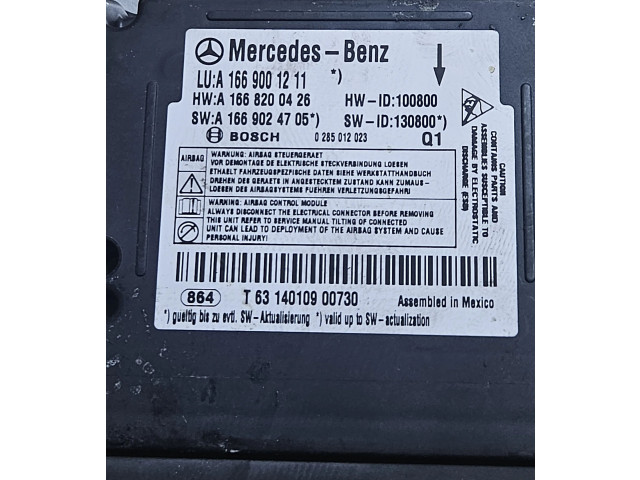 Mercedes-Benz
LU:A 166 900 12 11 *)
HW:A 166 820 04 26 HW-ID:100800
SW:A 166 902 47 05*) SW-ID:130800*)
BOSCH 0 285 012 023 Q1
CAUTION
CONTAINS PARTS AND
ASSEMBLIES SUSCEPTIBLE TO
DAMAGE BY ELECTROSTATIC
DISCHARGE (ESD)
AIRBAG
WARNUNG: AIRBAG STEUERGERAET
VOR DEMONTAGE DE ELEKTRISCHE STECKVERBINDUNG LOESEN
ETHAELT FAHRZEUGSPEZIFISCHE DATEN SIEHE WERKSTATTHANDBUCH
DREHEN DES GERAETS IN ANGESTECKTEM ZUSTAND KANN ZUMAUS-
LOESEN DES AIRBAGSYSTEMS FUEHREN VERLETZUNGSGEFAHR!
WARNING: AIRBAG CONTROL MODULE
ALWAYS DISCONNECT THE ELECTRICAL CONNECTOR BEFORE REMOVING
THIS UNIT REFER TO SERVICE MANUAL TILTING OF CONNECTED
UNIT CAN LEAD TO DEPLOYMENT OF THE AIRBAG SYSTEM AND CAUSE
PERSONAL INJURY!
864 T 63 140109 00730 Assembled in Mexico
*) gueltig bis zu evtl. SW-Aktualisierung *) valid up to SW-actualization